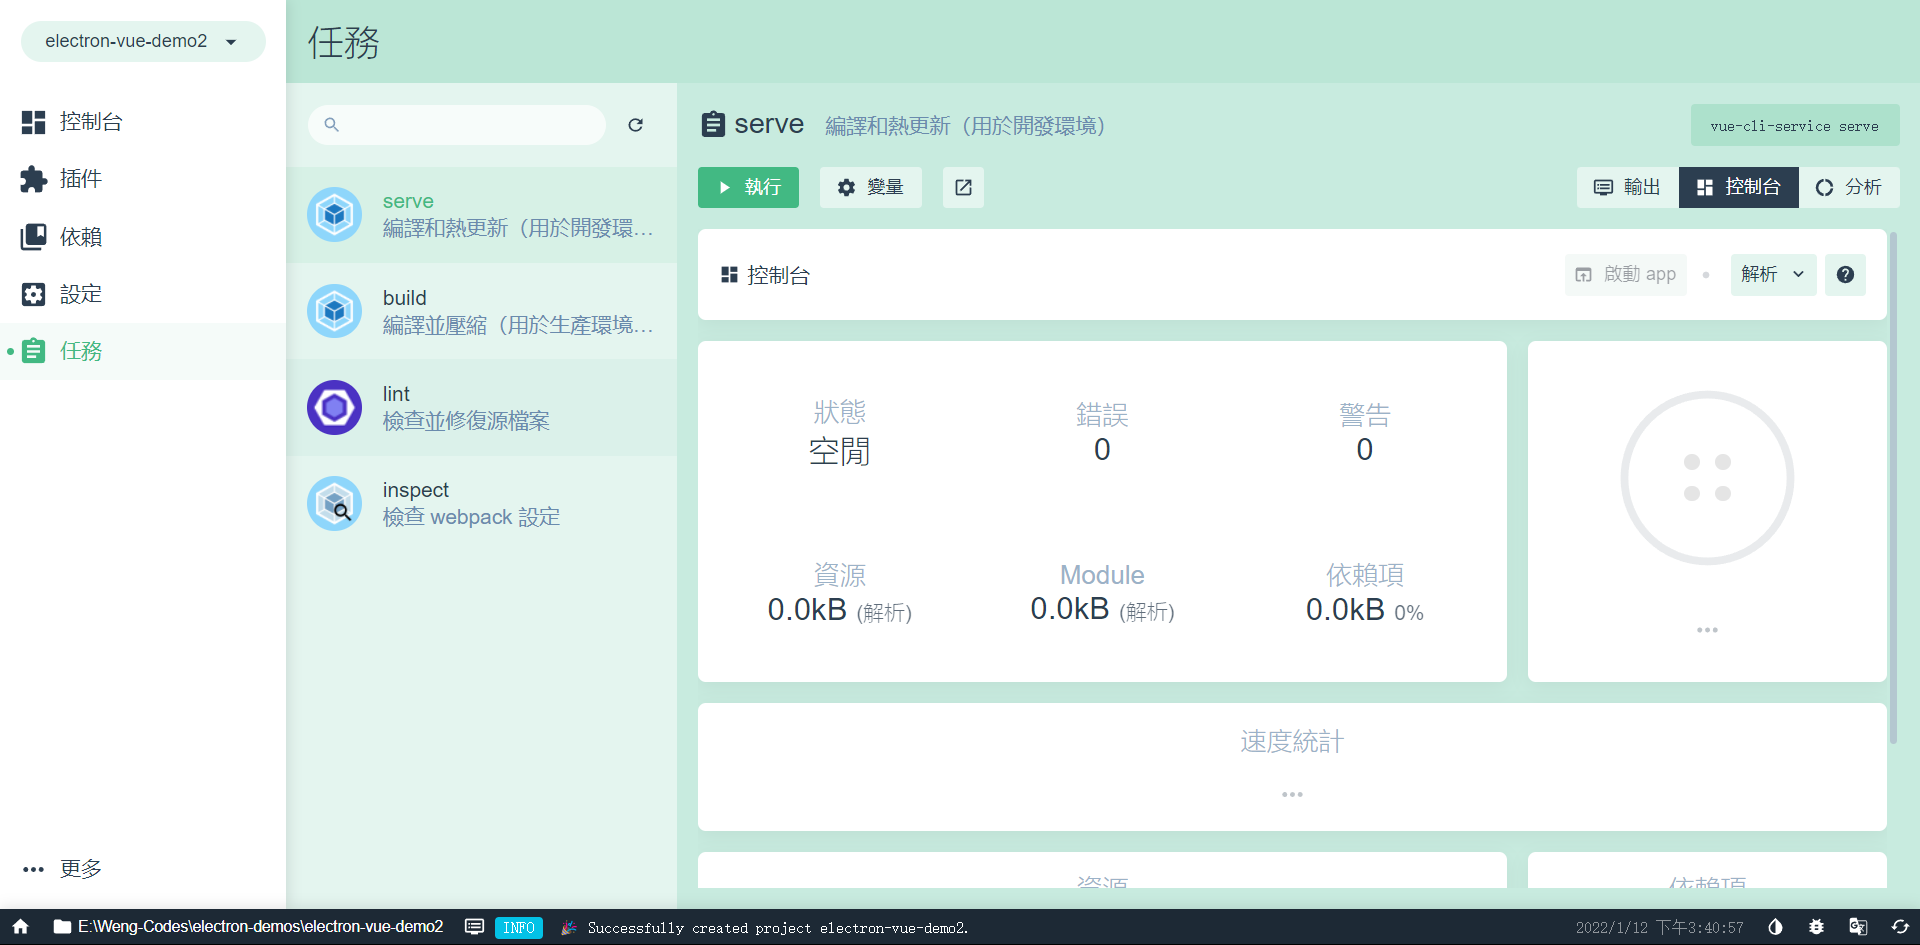 electron-vue-demo2
控制台
插件
依賴
設定
任務
更多
任務
serve
編譯和熱更新（用於開發環…
build
編譯並壓縮（用於生產環境…
lint
檢查並修復源檔案
inspect
檢查 webpack 設定
serve 編譯和熱更新（用於開發環境）
vue-cli-service serve
執行 變量
輸出 控制台 分析
控制台
啟動 app 解析
狀態 錯誤 警告
空閒 0 0
資源 Module 依賴項
0.0kB (解析) 0.0kB (解析) 0.0kB 0%
速度統計
資源 依賴項
E:\Weng-Codes\electron-demos\electron-vue-demo2 INFO Successfully created project electron-vue-demo2. 2022/1/12 下午3:40:57